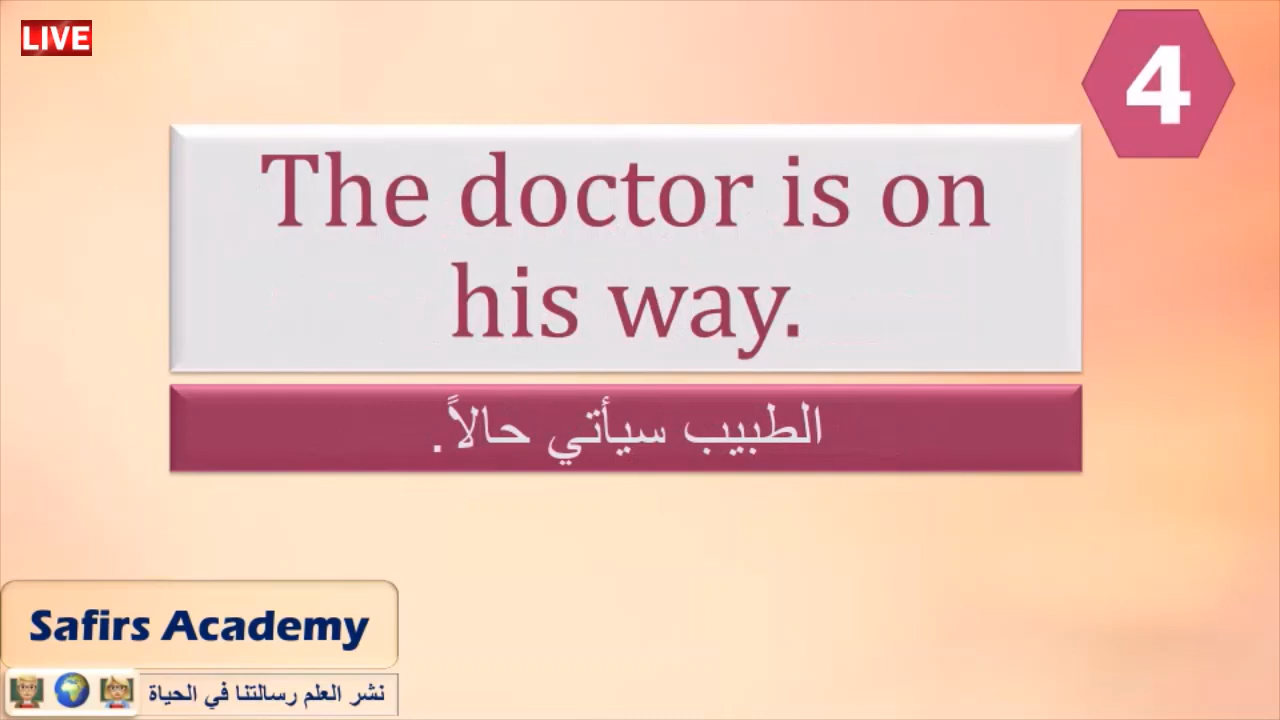 LIVE
4
The doctor is on
his way.
الطبيب سيأتي حالاً.
Safirs Academy
نشر العلم رسالتنا في الحياة